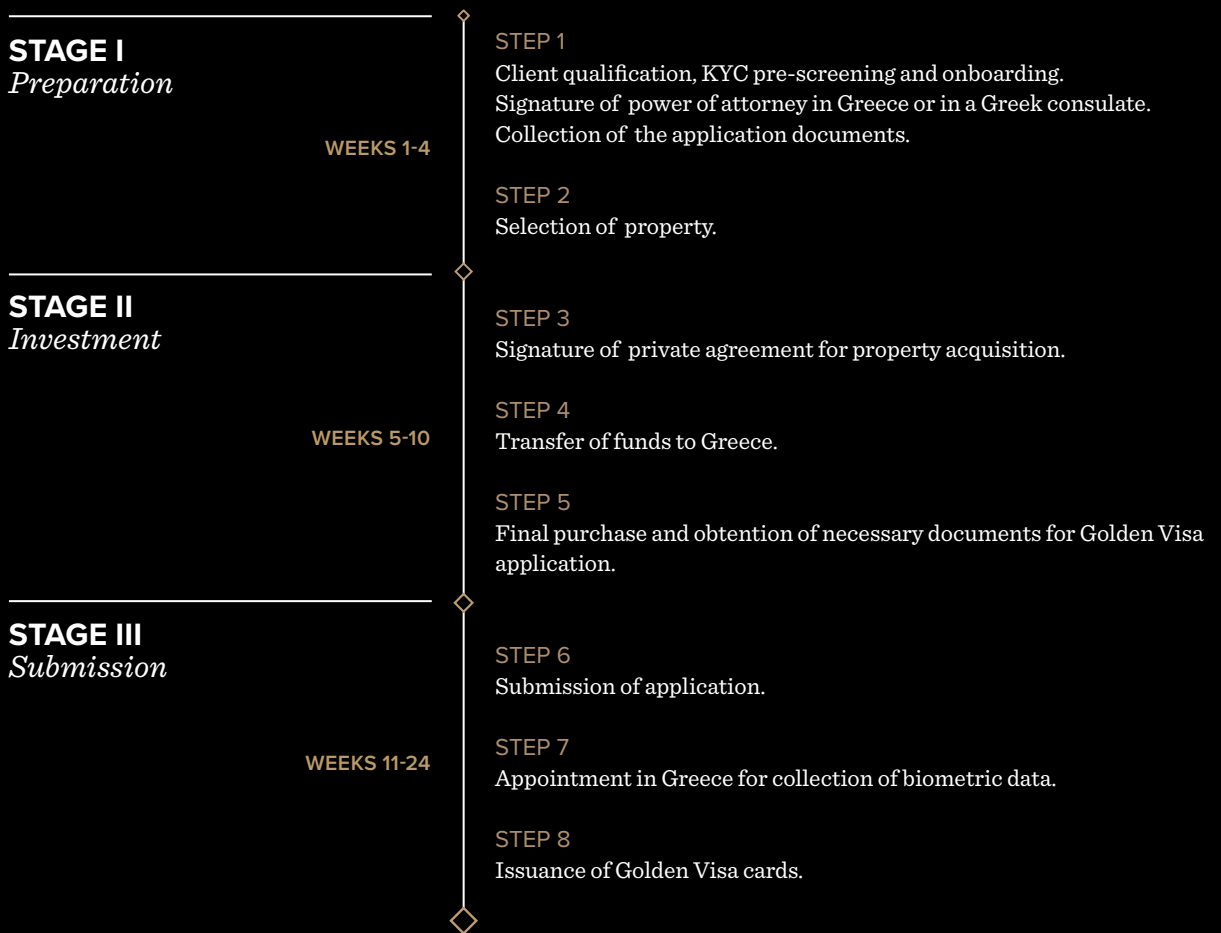 STAGE I
Preparation
WEEKS 1-4
STEP 1
Client qualification, KYC pre-screening and onboarding.
Signature of power of attorney in Greece or in a Greek consulate.
Collection of the application documents.
STEP 2
Selection of property.
STAGE II
Investment
WEEKS 5-10
STEP 3
Signature of private agreement for property acquisition.
STEP 4
Transfer of funds to Greece.
STEP 5
Final purchase and obtention of necessary documents for Golden Visa
application.
STAGE III
Submission
WEEKS 11-24
STEP 6
Submission of application.
STEP 7
Appointment in Greece for collection of biometric data.
STEP 8
Issuance of Golden Visa cards.